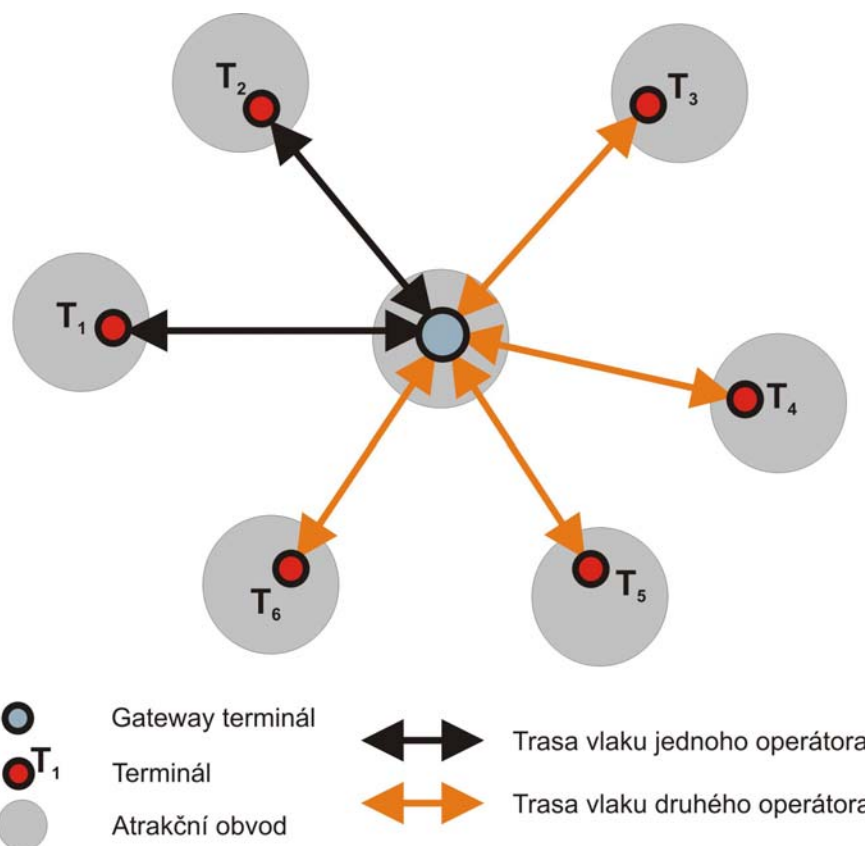 T₂
T₃
T₁
T₄
T₆
T₅
Gateway terminál
Trasa vlaku jednoho operátora
T₁ Terminál
Trasa vlaku druhého operátora
Atrakční obvod